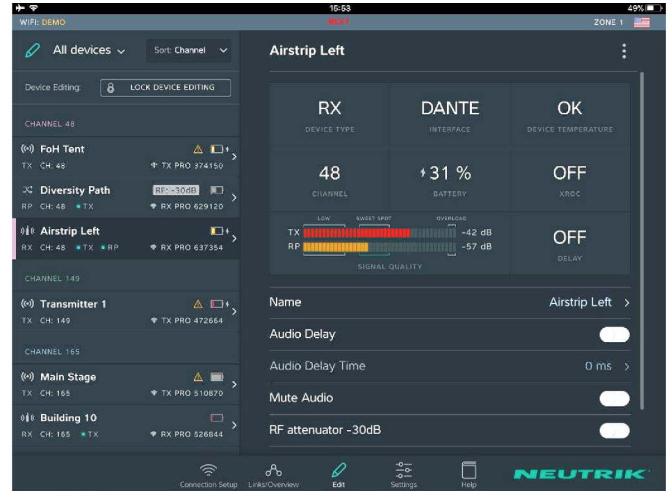 15:53
49%
WIFI: DEMO
ZONE 1
All devices
Sort: Channel
Device Editing:
LOCK DEVICE EDITING
CHANNEL 48
FoH Tent
TX CH: 48
TX PRO 374150
Diversity Path
RF: -30dB
RP CH: 48 TX
RX PRO 629120
Airstrip Left
RX CH: 48 TX RP
RX PRO 637354
CHANNEL 149
Transmitter 1
TX CH: 149
TX PRO 472664
CHANNEL 165
Main Stage
TX CH: 165
TX PRO 510870
Building 10
RX CH: 165 TX
RX PRO 526844
Airstrip Left
RX
DEVICE TYPE
DANTE
INTERFACE
OK
DEVICE TEMPERATURE
48
CHANNEL
31 %
BATTERY
OFF
XROC
LOW SWEET SPOT OVERLOAD
TX -42 dB
RP -57 dB
SIGNAL QUALITY
OFF
DELAY
Name Airstrip Left
Audio Delay
Audio Delay Time 0 ms
Mute Audio
RF attenuator -30dB
Connection Setup
Links/Overview
Edit
Settings
Help
NEUTRIK